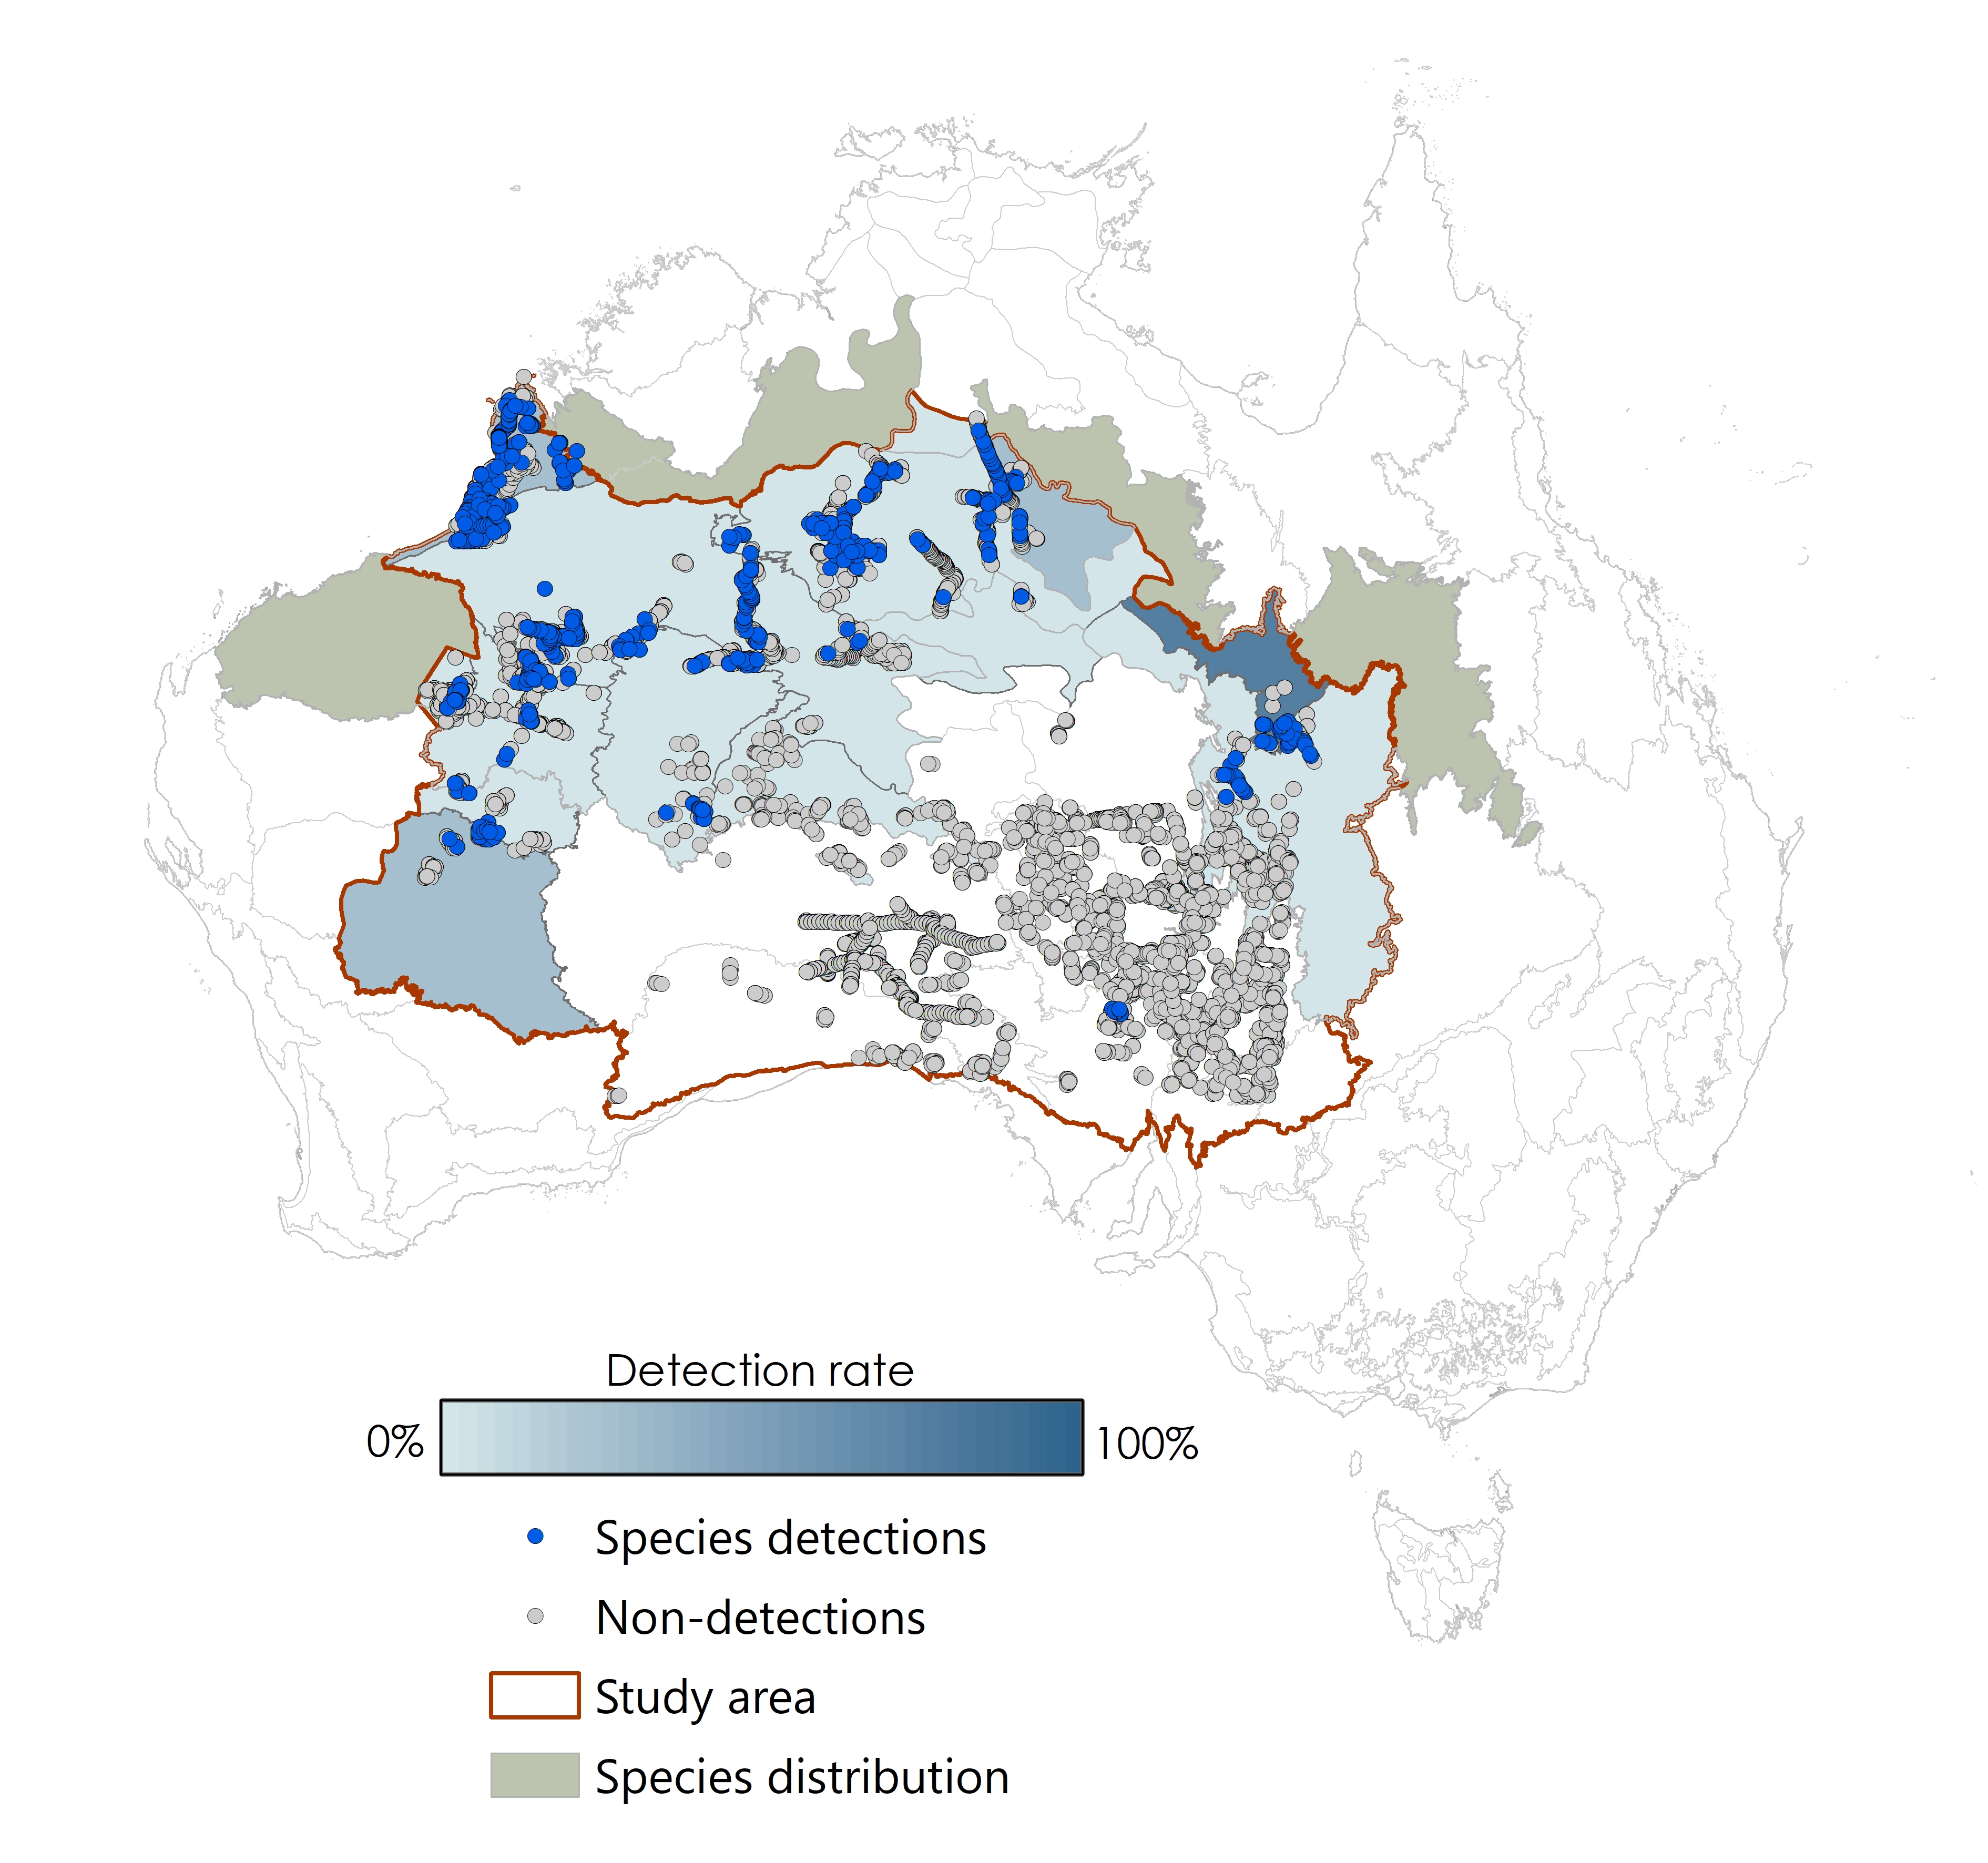 Detection rate
0%
100%
Species detections
Non-detections
Study area
Species distribution